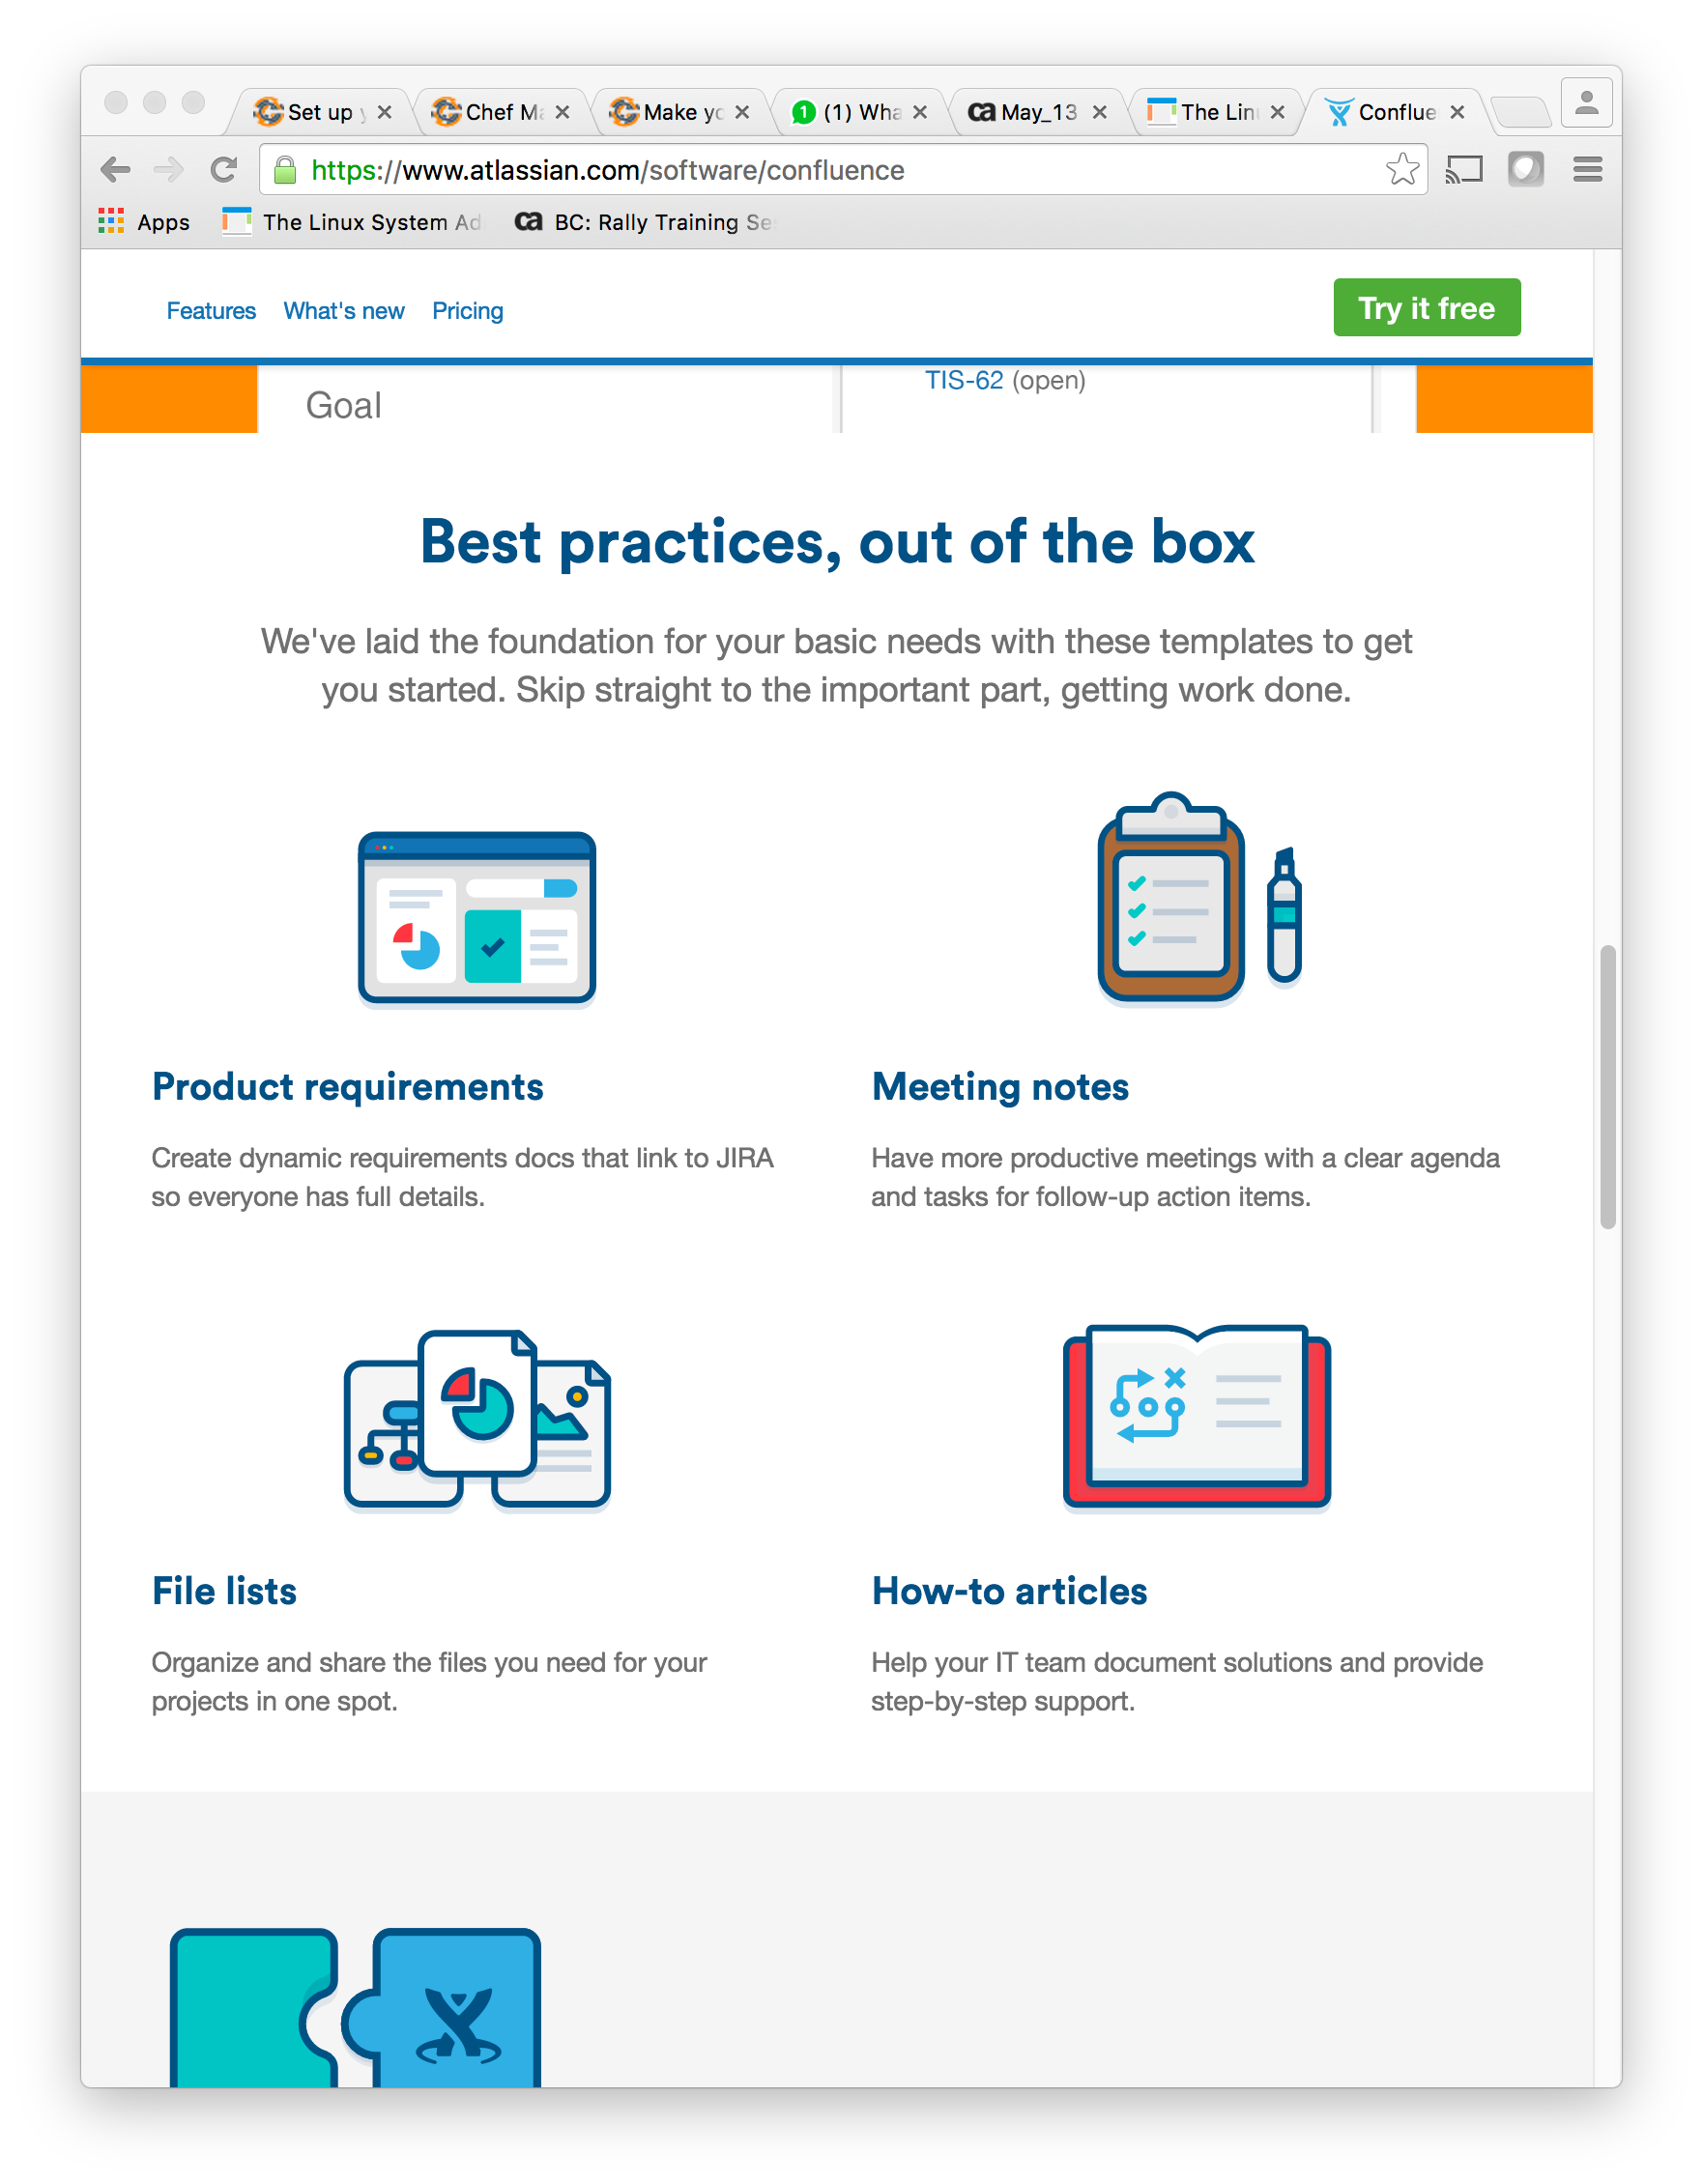 Set up
Chef Ma
Make yo
1 (1) Wha
ca May_13
The Lin
Conflue
https://www.atlassian.com/software/confluence
Apps
The Linux System Ad
ca BC: Rally Training Se
Features What's new Pricing
Try it free
Goal
TIS-62 (open)
Best practices, out of the box
We've laid the foundation for your basic needs with these templates to get
you started. Skip straight to the important part, getting work done.
Product requirements
Create dynamic requirements docs that link to JIRA
so everyone has full details.
Meeting notes
Have more productive meetings with a clear agenda
and tasks for follow-up action items.
File lists
Organize and share the files you need for your
projects in one spot.
How-to articles
Help your IT team document solutions and provide
step-by-step support.